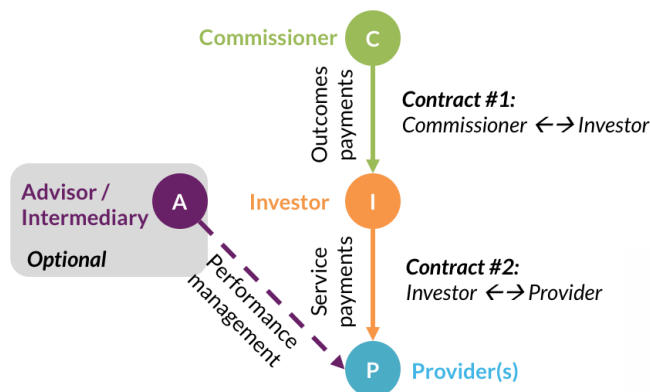 Commissioner
C
Outcomes
payments
Contract #1:
Commissioner ←→ Investor
Advisor /
Intermediary
A
Optional
Investor
I
Performance
management
Service
payments
Contract #2:
Investor ←→ Provider
P
Provider(s)